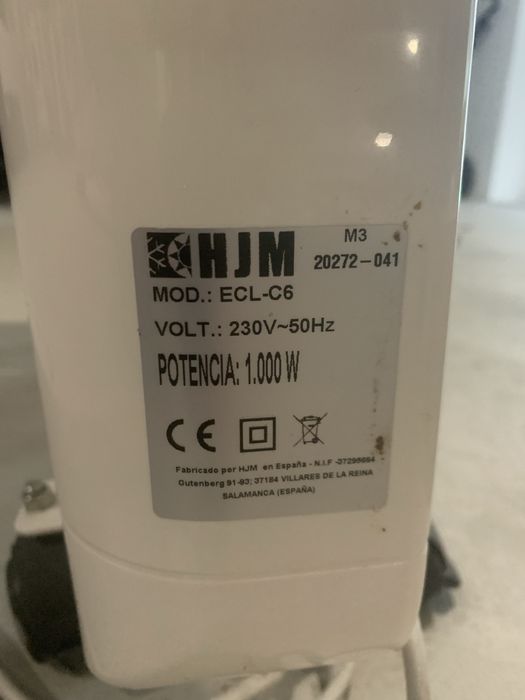 HJM
M3
20272-041
MOD.: ECL-C6
VOLT.: 230V~50Hz
POTENCIA: 1.000 W
CE
Fabricado por HJM en España - N.I.F -37295664
Gutenberg 91-93; 37184 VILLARES DE LA REINA
SALAMANCA (ESPAÑA)